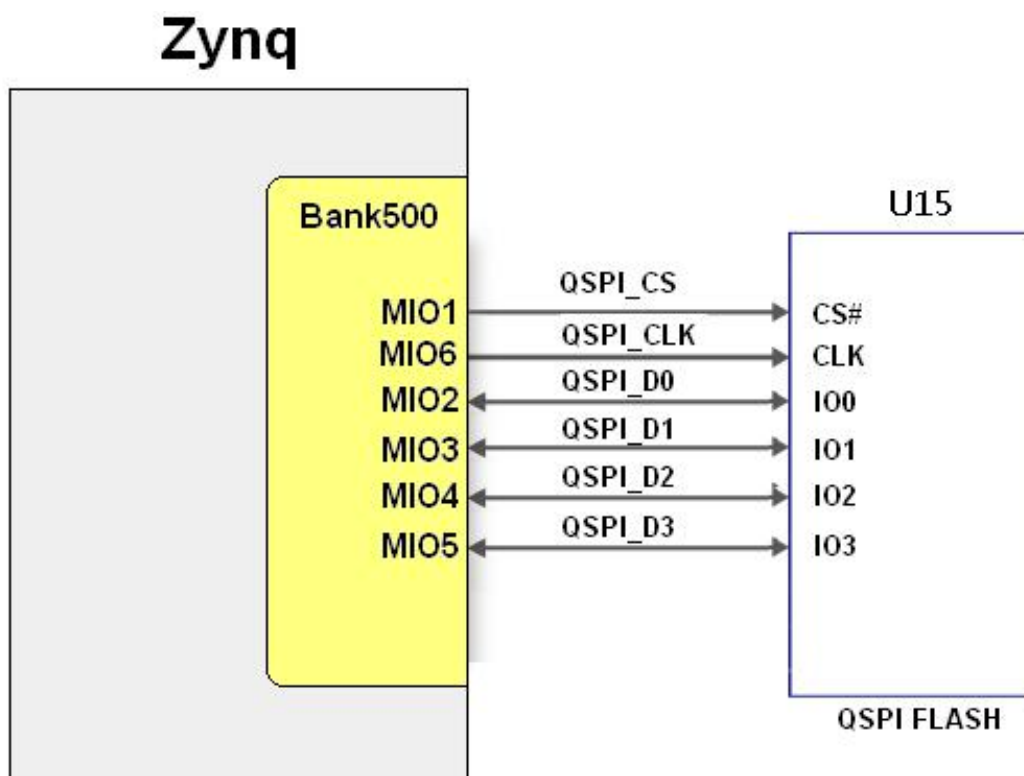 Zynq
Bank500
U15
MIO1 QSPI_CS CS#
MIO6 QSPI_CLK CLK
MIO2 QSPI_D0 IO0
MIO3 QSPI_D1 IO1
MIO4 QSPI_D2 IO2
MIO5 QSPI_D3 IO3
QSPI FLASH